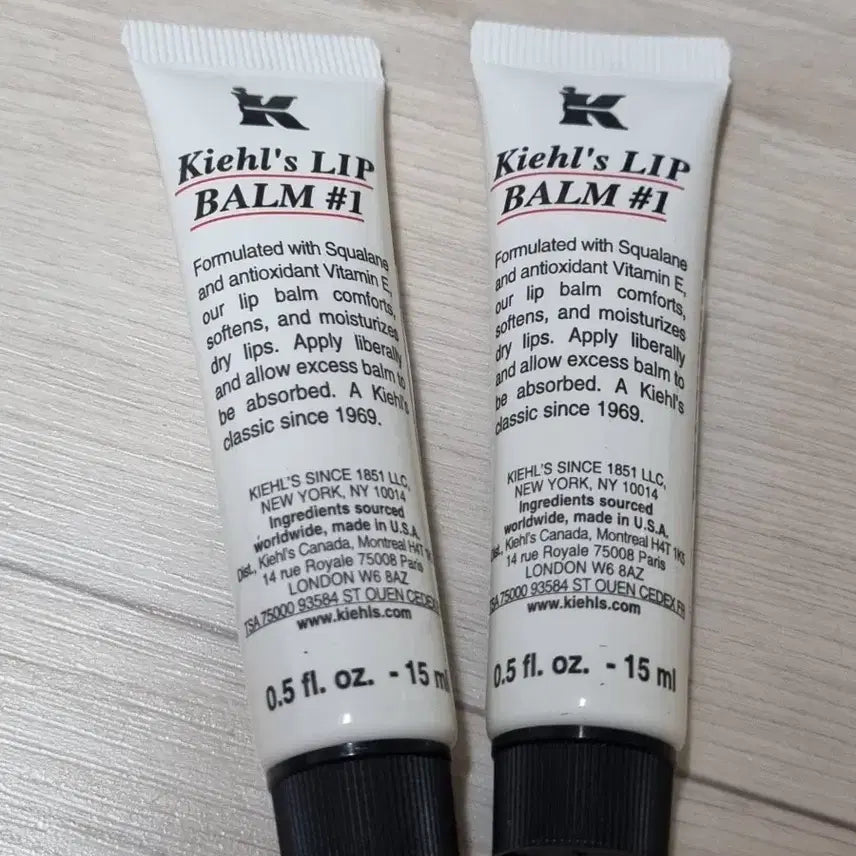 K
Kiehl's LIP
BALM #1
Formulated with Squalane
and antioxidant Vitamin E,
our lip balm comforts,
softens, and moisturizes
dry lips. Apply liberally
and allow excess balm to
be absorbed. A Kiehl's
classic since 1969.
KIEHL'S SINCE 1851 LLC,
NEW YORK, NY 10014
Ingredients sourced
worldwide, made in U.S.A.
Dist. Kiehl's Canada, Montreal H4T 1K5
14 rue Royale 75008 Paris
LONDON W6 8AZ
TSA 75000 93584 ST OUEN CEDEX
www.kiehls.com
0.5 fl. oz. - 15 ml
K
Kiehl's LIP
BALM #1
Formulated with Squalane
and antioxidant Vitamin E,
our lip balm comforts,
softens, and moisturizes
dry lips. Apply liberally
and allow excess balm to
be absorbed. A Kiehl's
classic since 1969.
KIEHL'S SINCE 1851 LLC,
NEW YORK, NY 10014
Ingredients sourced
worldwide, made in U.S.A.
Dist. Kiehl's Canada, Montreal H4T 1K5
14 rue Royale 75008 Paris
LONDON W6 8AZ
TSA 75000 93584 ST OUEN CEDEX FR
www.kiehls.com
0.5 fl. oz. - 15 ml